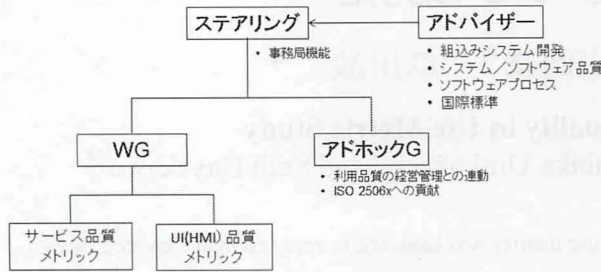 ステアリング
アドバイザー
・ 事務局機能
・ 組込みシステム開発
・ システム/ソフトウェア品質
・ ソフトウェアプロセス
・ 国際標準
WG
アドホックG
・ 利用品質の経営管理との連動
・ ISO 2506xへの貢献
サービス品質
メトリック
UI(HMI)品質
メトリック